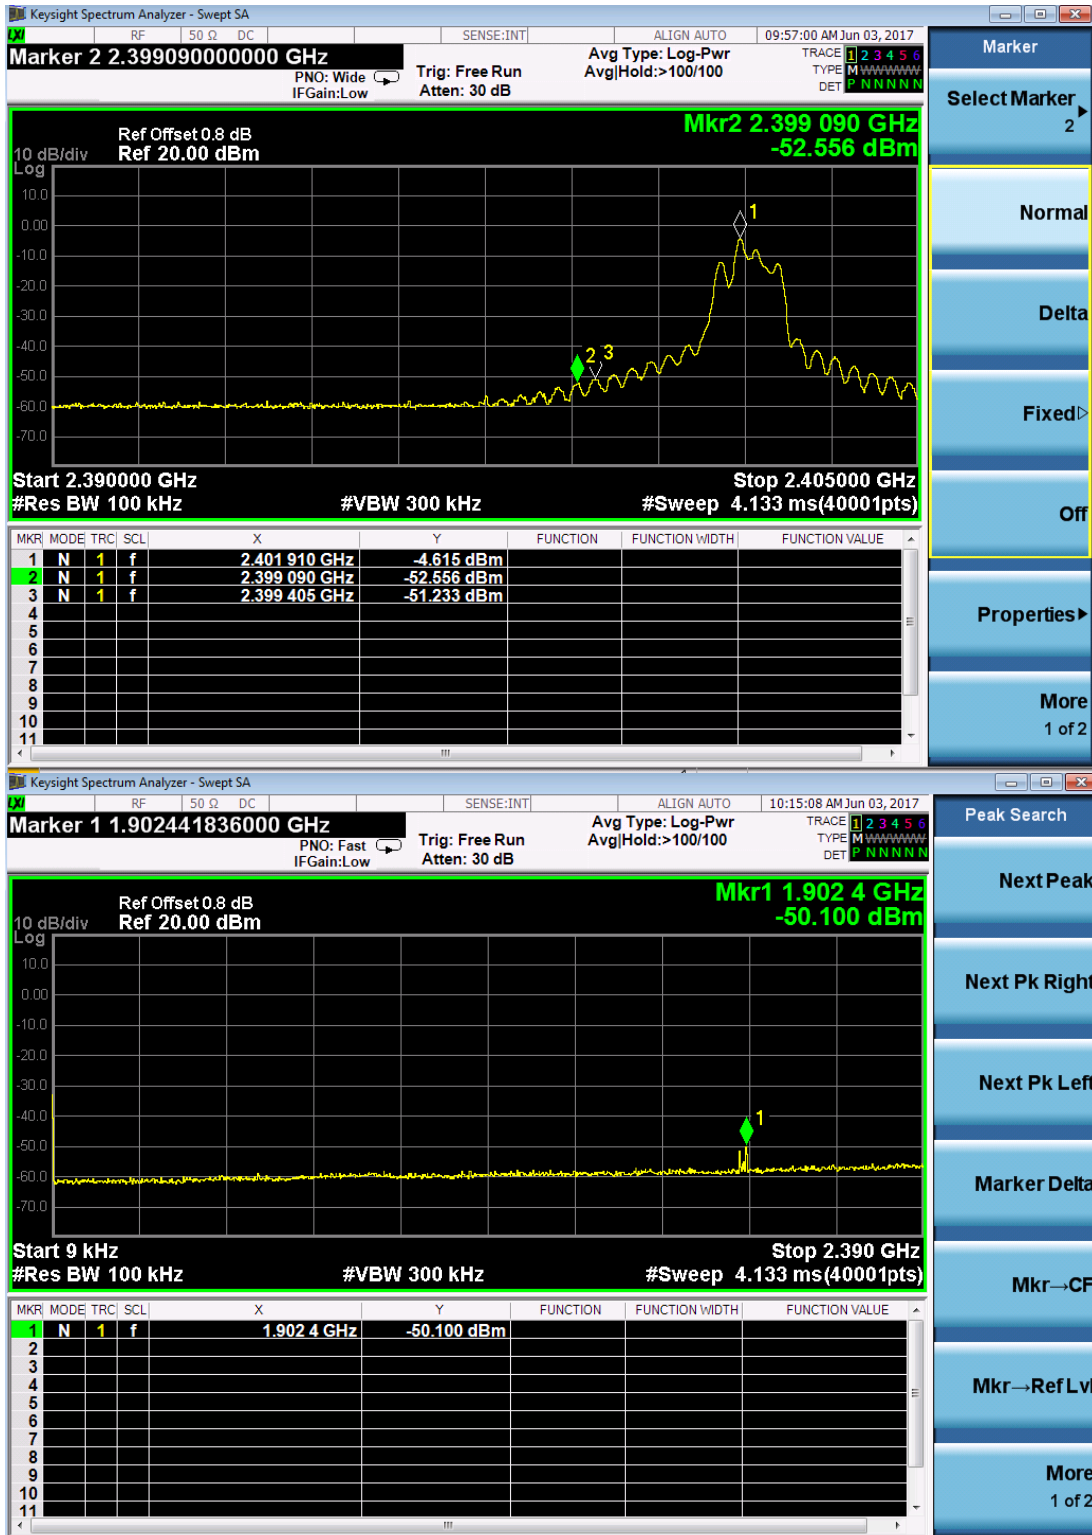 Keysight Spectrum Analyzer - Swept SA
LXI RF 50 Ω DC SENSE:INT ALIGN AUTO 09:57:00 AM Jun 03, 2017
Marker 2 2.399090000000 GHz
PNO: Wide
IFGain:Low
Trig: Free Run
Atten: 30 dB
Avg Type: Log-Pwr
Avg|Hold:>100/100
TRACE 1 2 3 4 5 6
TYPE M WWWWW
DET P N N N N N
Mkr2 2.399 090 GHz
-52.556 dBm
Ref Offset 0.8 dB
10 dB/div Ref 20.00 dBm
Log
10.0
0.00
-10.0
-20.0
-30.0
-40.0
-50.0
-60.0
-70.0
1
2 3
Start 2.390000 GHz Stop 2.405000 GHz
#Res BW 100 kHz #VBW 300 kHz #Sweep 4.133 ms(40001pts)
MKR MODE TRC SCL X Y FUNCTION FUNCTION WIDTH FUNCTION VALUE
1 N 1 f 2.401 910 GHz -4.615 dBm
2 N 1 f 2.399 090 GHz -52.556 dBm
3 N 1 f 2.399 405 GHz -51.233 dBm
4
5
6
7
8
9
10
11
Marker
Select Marker
2
Normal
Delta
Fixed
Off
Properties
More
1 of 2
Keysight Spectrum Analyzer - Swept SA
LXI RF 50 Ω DC SENSE:INT ALIGN AUTO 10:15:08 AM Jun 03, 2017
Marker 1 1.902441836000 GHz
PNO: Fast
IFGain:Low
Trig: Free Run
Atten: 30 dB
Avg Type: Log-Pwr
Avg|Hold:>100/100
TRACE 1 2 3 4 5 6
TYPE M WWWWW
DET P N N N N N
Mkr1 1.902 4 GHz
-50.100 dBm
Ref Offset 0.8 dB
10 dB/div Ref 20.00 dBm
Log
10.0
0.00
-10.0
-20.0
-30.0
-40.0
-50.0
-60.0
-70.0
1
Start 9 kHz Stop 2.390 GHz
#Res BW 100 kHz #VBW 300 kHz #Sweep 4.133 ms(40001pts)
MKR MODE TRC SCL X Y FUNCTION FUNCTION WIDTH FUNCTION VALUE
1 N 1 f 1.902 4 GHz -50.100 dBm
2
3
4
5
6
7
8
9
10
11
Peak Search
Next Peak
Next Pk Right
Next Pk Left
Marker Delta
Mkr→CF
Mkr→Ref Lvl
More
1 of 2